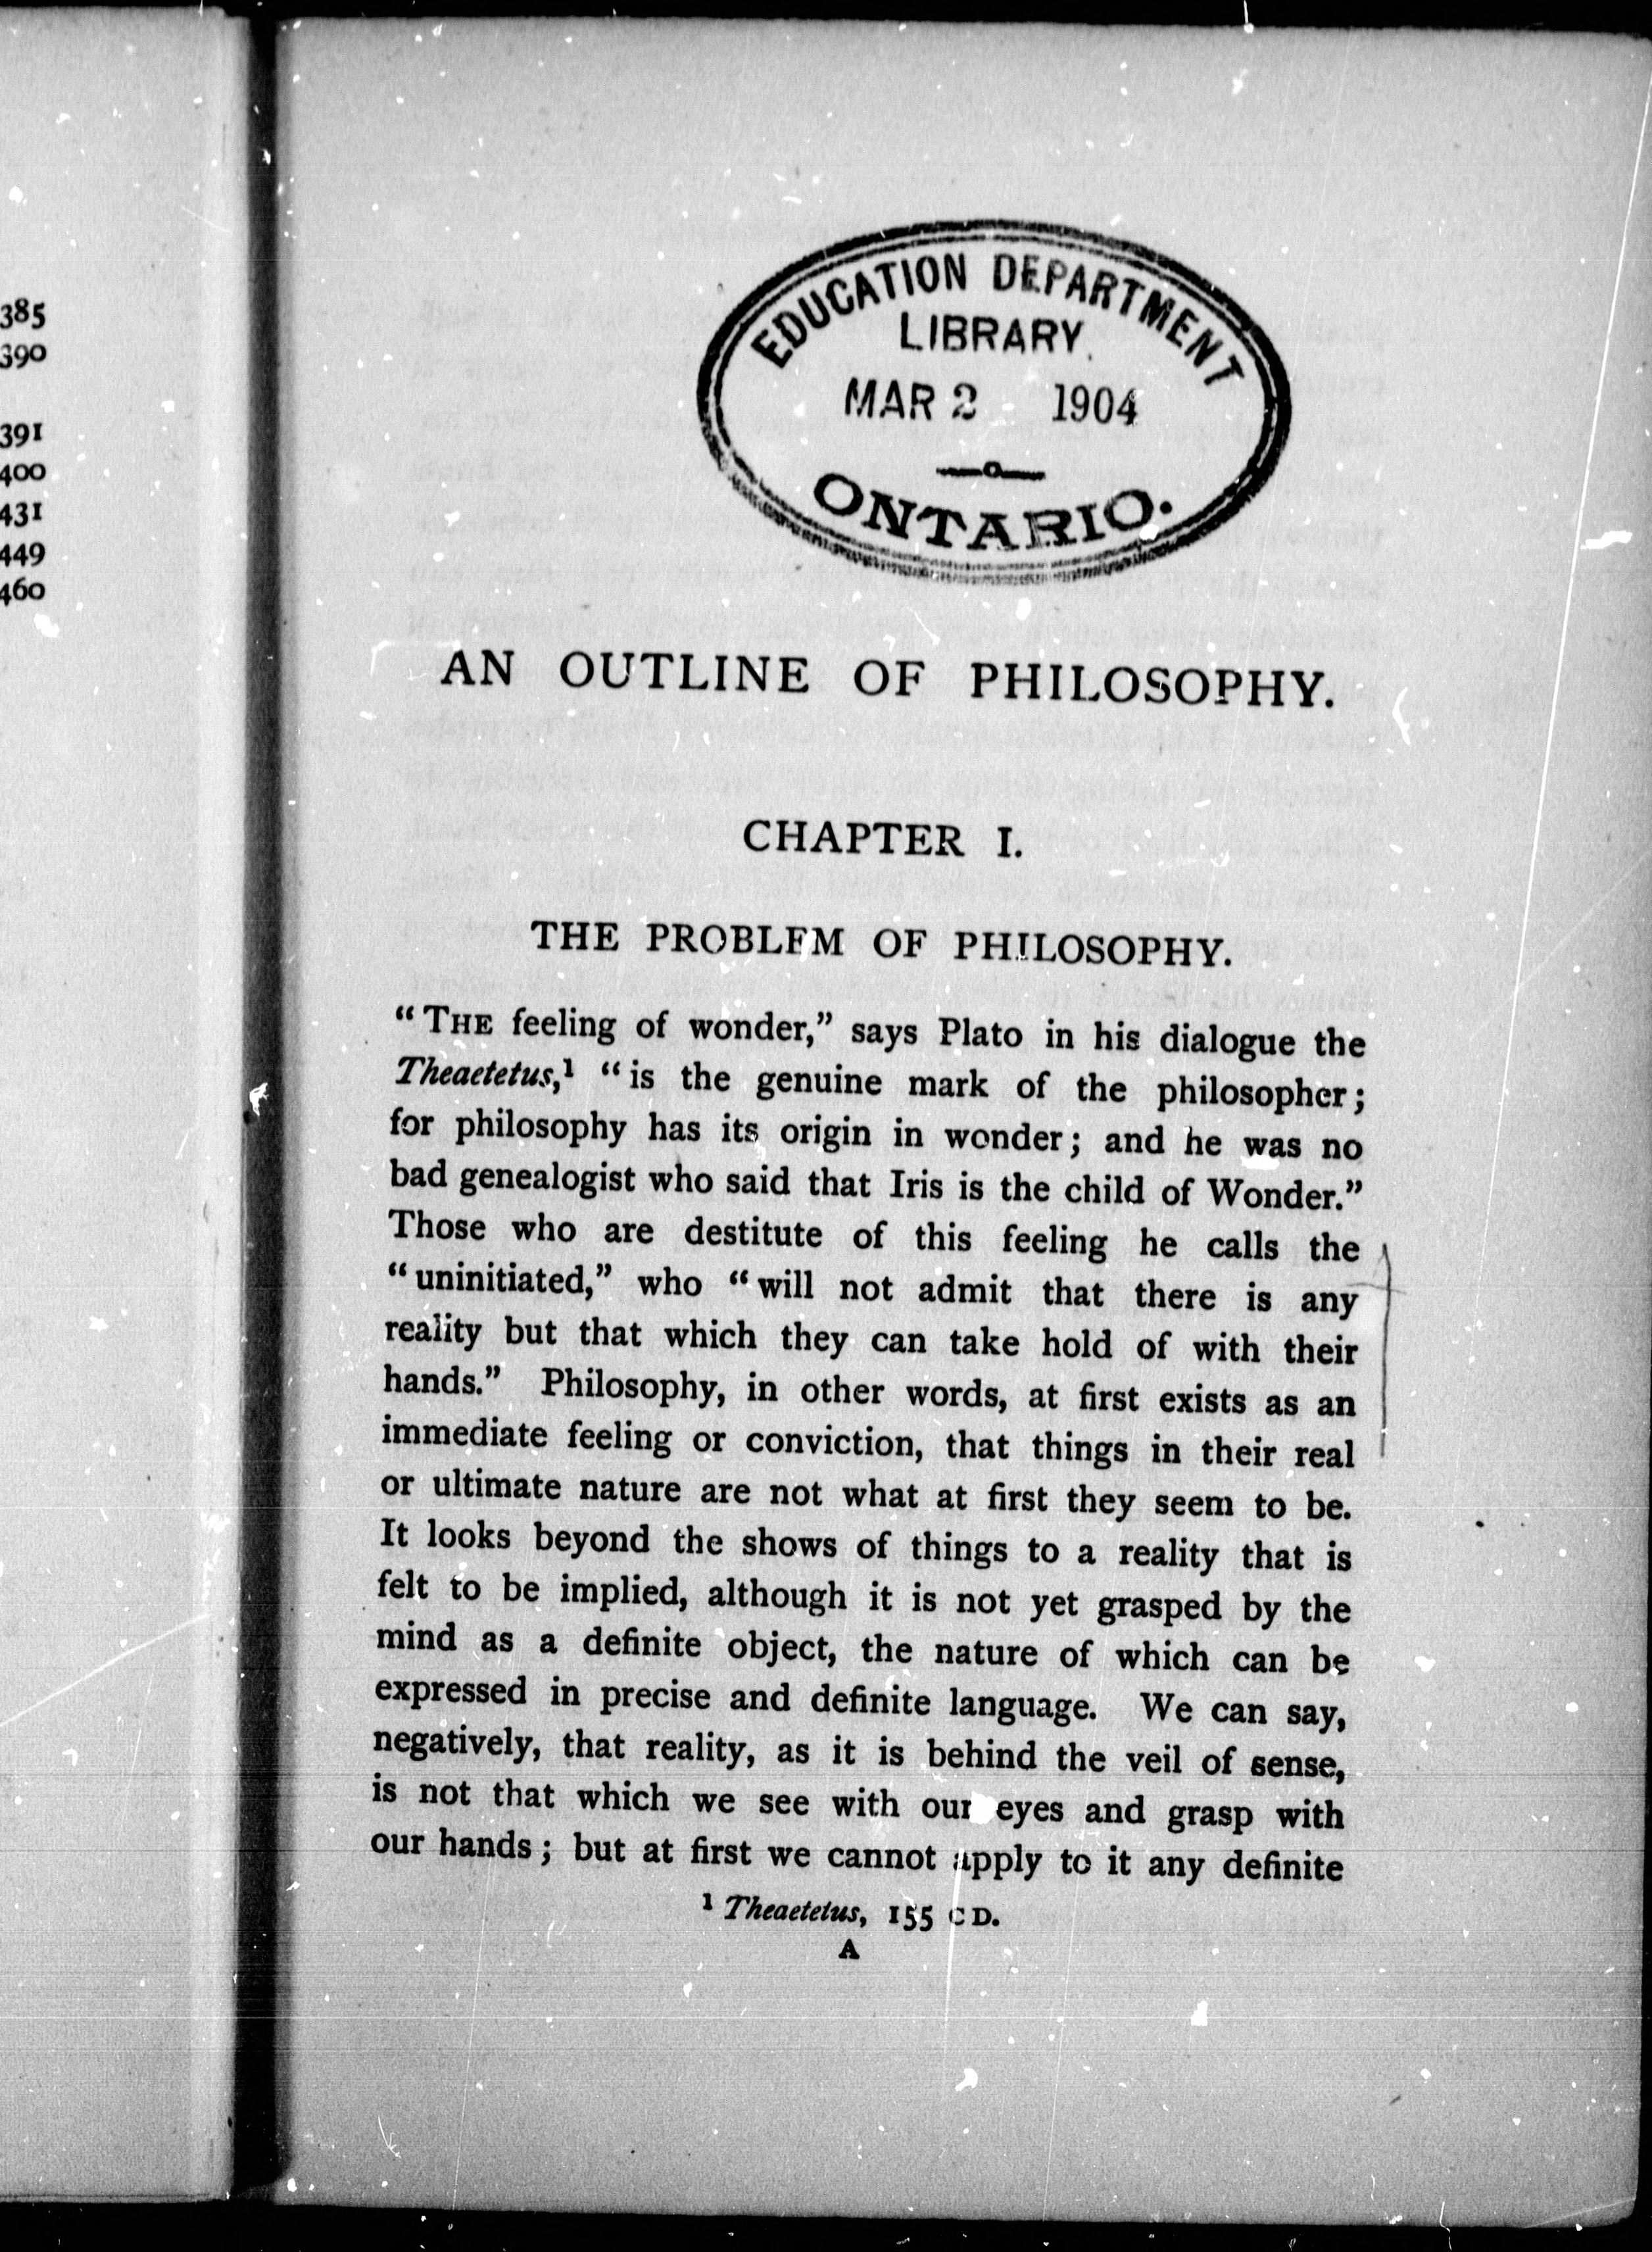 385
390
391
400
431
449
460
EDUCATION DEPARTMENT
LIBRARY
MAR 2 1904
ONTARIO.
AN OUTLINE OF PHILOSOPHY.
CHAPTER I.
THE PROBLEM OF PHILOSOPHY.
“THE feeling of wonder,” says Plato in his dialogue the
Theaetetus,¹ “is the genuine mark of the philosopher;
for philosophy has its origin in wonder; and he was no
bad genealogist who said that Iris is the child of Wonder.”
Those who are destitute of this feeling he calls the
“uninitiated,” who “will not admit that there is any
reality but that which they can take hold of with their
hands.” Philosophy, in other words, at first exists as an
immediate feeling or conviction, that things in their real
or ultimate nature are not what at first they seem to be.
It looks beyond the shows of things to a reality that is
felt to be implied, although it is not yet grasped by the
mind as a definite object, the nature of which can be
expressed in precise and definite language. We can say,
negatively, that reality, as it is behind the veil of sense,
is not that which we see with our eyes and grasp with
our hands; but at first we cannot apply to it any definite
¹ Theaetetus, 155 C D.
A